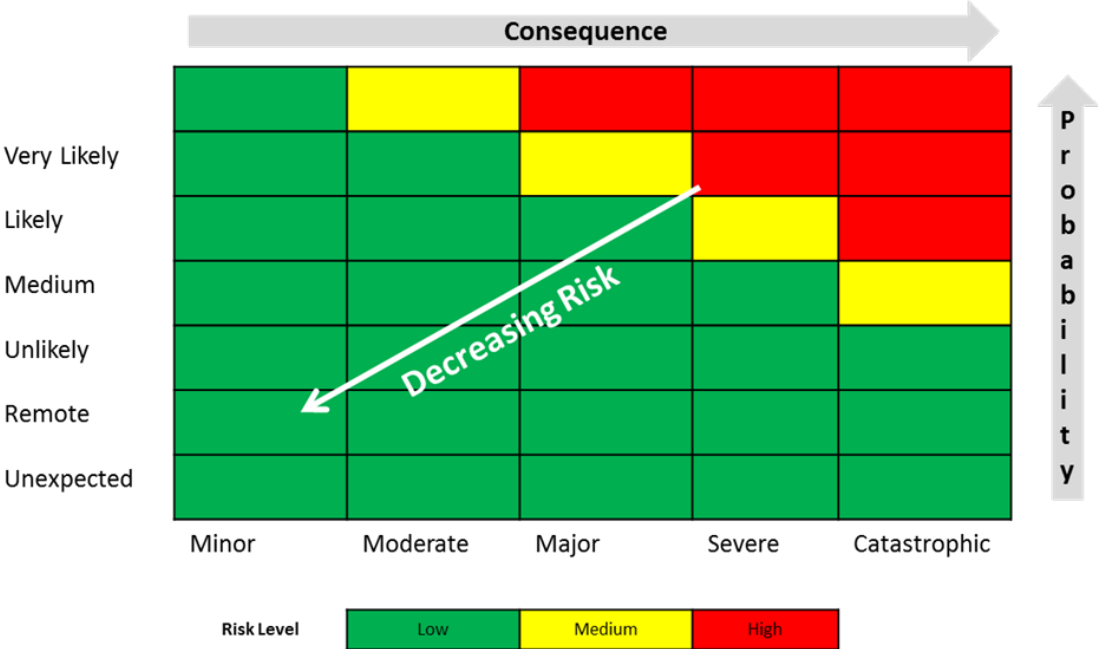 Consequence
Probability
Very Likely
Likely
Medium
Unlikely
Remote
Unexpected
Decreasing Risk
Minor Moderate Major Severe Catastrophic
Risk Level Low Medium High